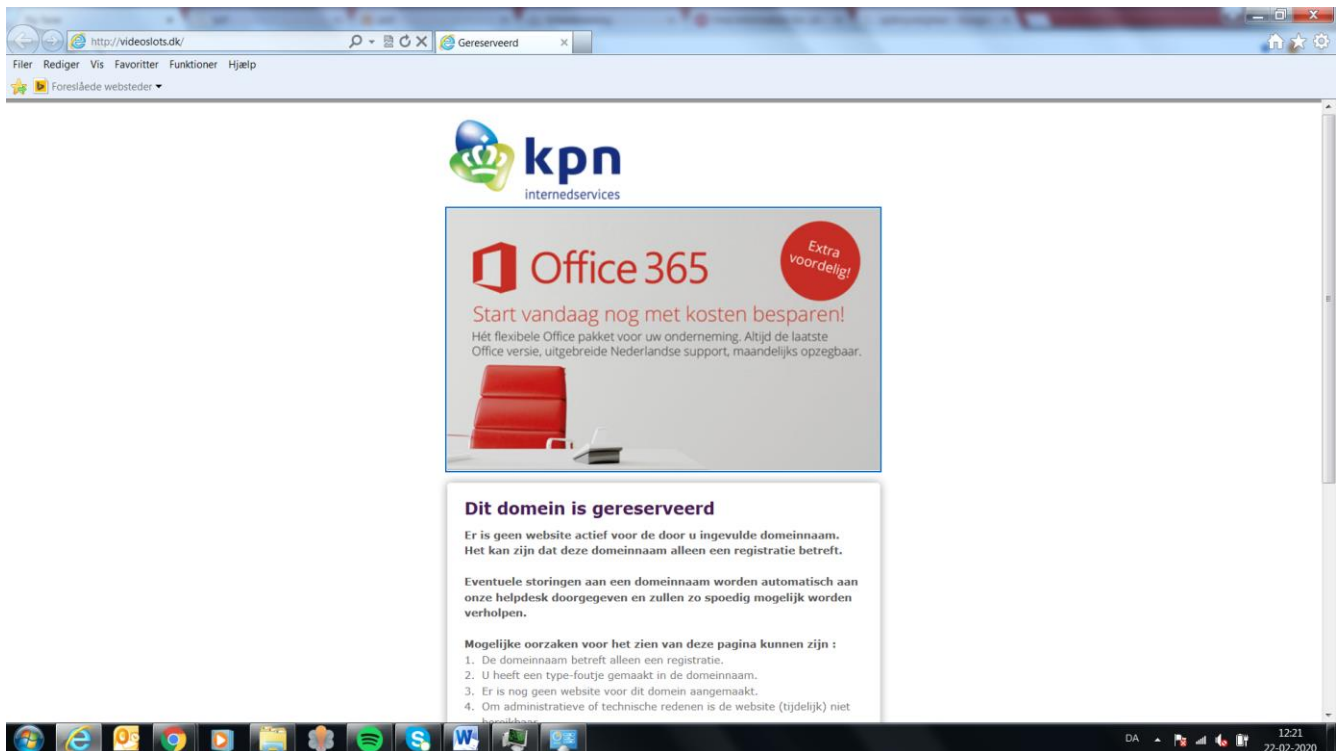 http://videoslots.dk/
Gereserveerd
Filer Rediger Vis Favoritter Funktioner Hjælp
Foreslåede websteder
kpn
internedservices
Office 365
Extra
voordelig!
Start vandaag nog met kosten besparen!
Hét flexibele Office pakket voor uw onderneming. Altijd de laatste
Office versie, uitgebreide Nederlandse support, maandelijks opzegbaar.
Dit domein is gereserveerd
Er is geen website actief voor de door u ingevulde domeinnaam.
Het kan zijn dat deze domeinnaam alleen een registratie betreft.
Eventuele storingen aan een domeinnaam worden automatisch aan
onze helpdesk doorgegeven en zullen zo spoedig mogelijk worden
verholpen.
Mogelijke oorzaken voor het zien van deze pagina kunnen zijn :
1. De domeinnaam betreft alleen een registratie.
2. U heeft een type-foutje gemaakt in de domeinnaam.
3. Er is nog geen website voor dit domein aangemaakt.
4. Om administratieve of technische redenen is de website (tijdelijk) niet
DA
12:21
22-02-2020